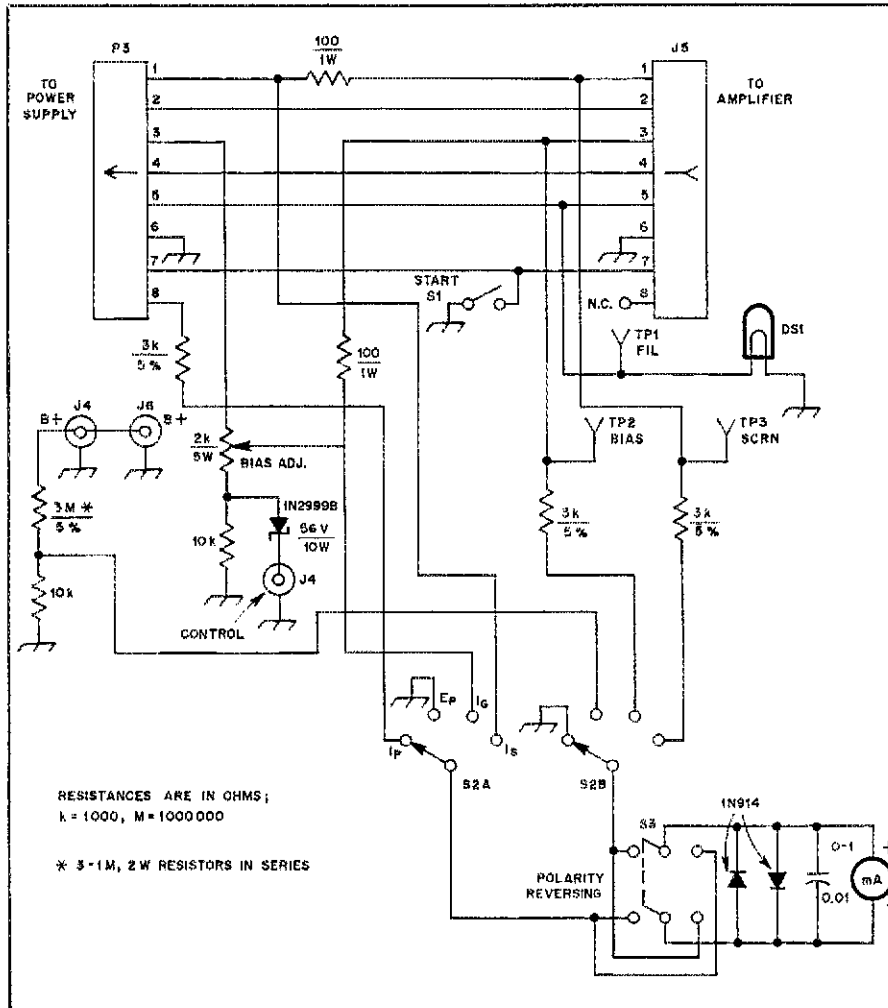 P3
100
1W
J5
TO
POWER
SUPPLY
TO
AMPLIFIER
1
2
3
4
5
6
7
8
1
2
3
4
5
6
7
8
START
S1
N.C.
TP1
FIL
DS1
3k
5%
100
1W
B+
J4
J6
B+
2k
5W
BIAS ADJ.
TP2
BIAS
TP3
SCRN
3M *
5%
1N2999B
56V
10W
10k
10k
J4
CONTROL
3k
5%
3k
5%
EP
IG
IP
IS
S2A
S2B
RESISTANCES ARE IN OHMS;
k = 1000, M = 1000000
* 3-1M, 2W RESISTORS IN SERIES
S3
1N914
POLARITY
REVERSING
0-1
+
mA
0.01